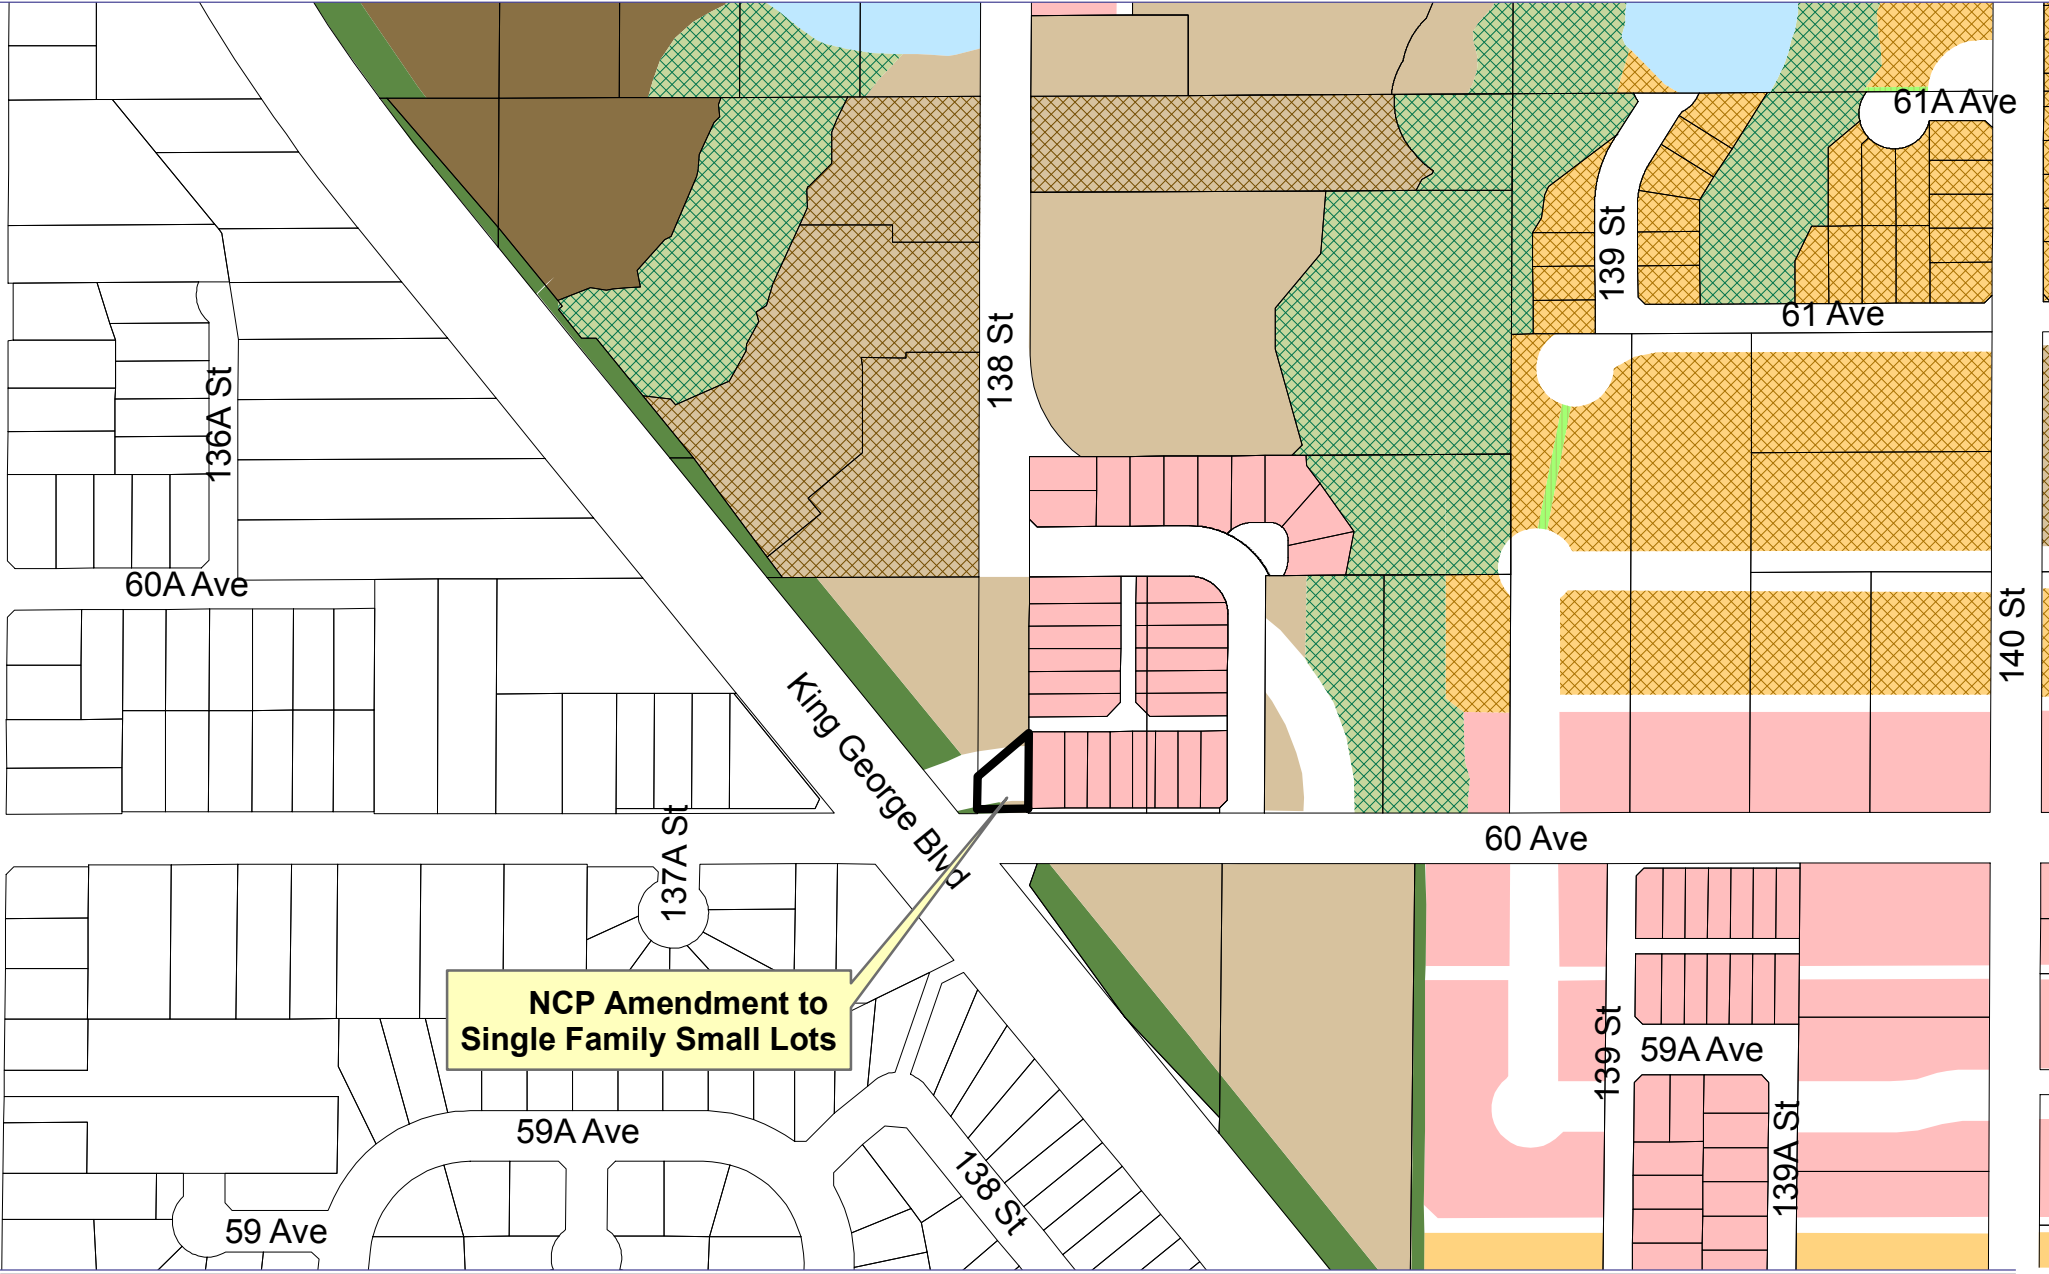 61A Ave
139 St
61 Ave
138 St
136A St
60A Ave
140 St
King George Blvd
137A St
60 Ave
NCP Amendment to
Single Family Small Lots
139 St
59A Ave
59A Ave
139A St
138 St
59 Ave